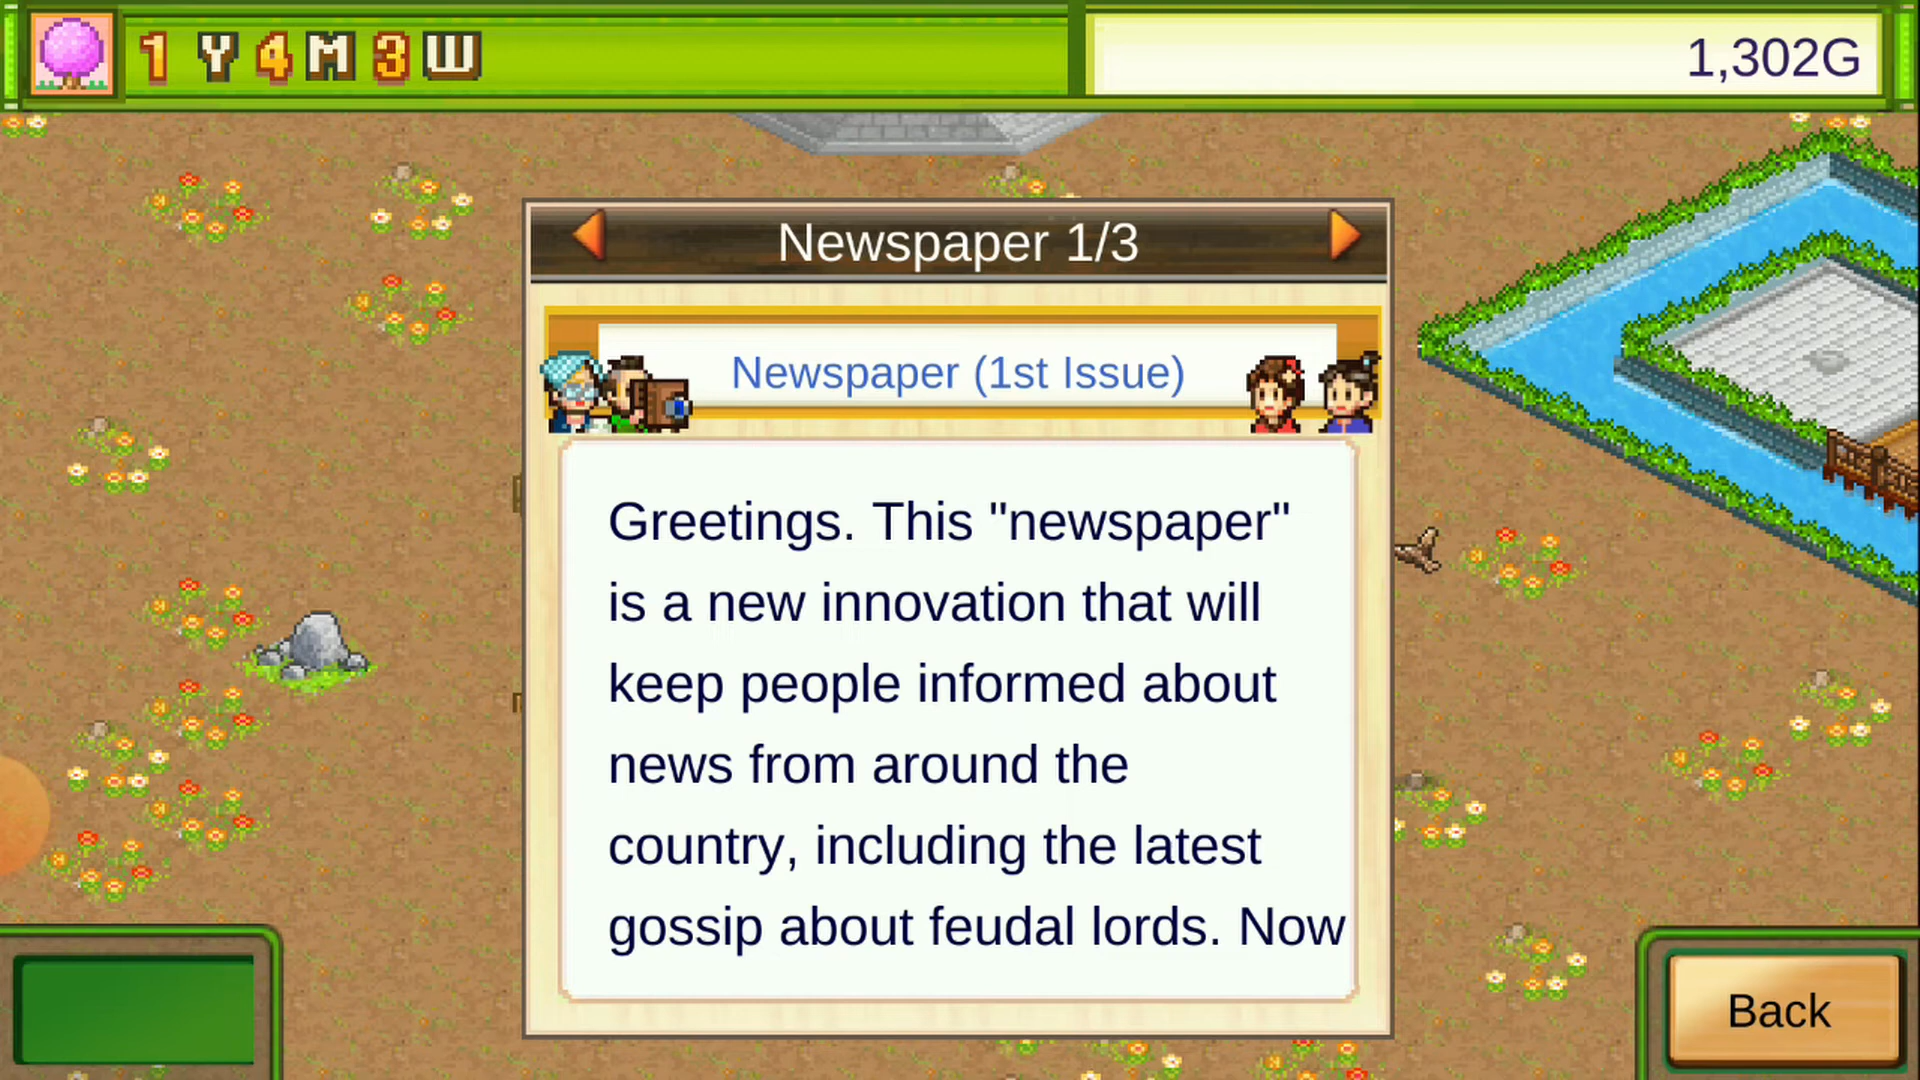 1 Y 4 M 3 W
1,302G
Newspaper 1/3
Newspaper (1st Issue)
Greetings. This "newspaper"
is a new innovation that will
keep people informed about
news from around the
country, including the latest
gossip about feudal lords. Now
Back